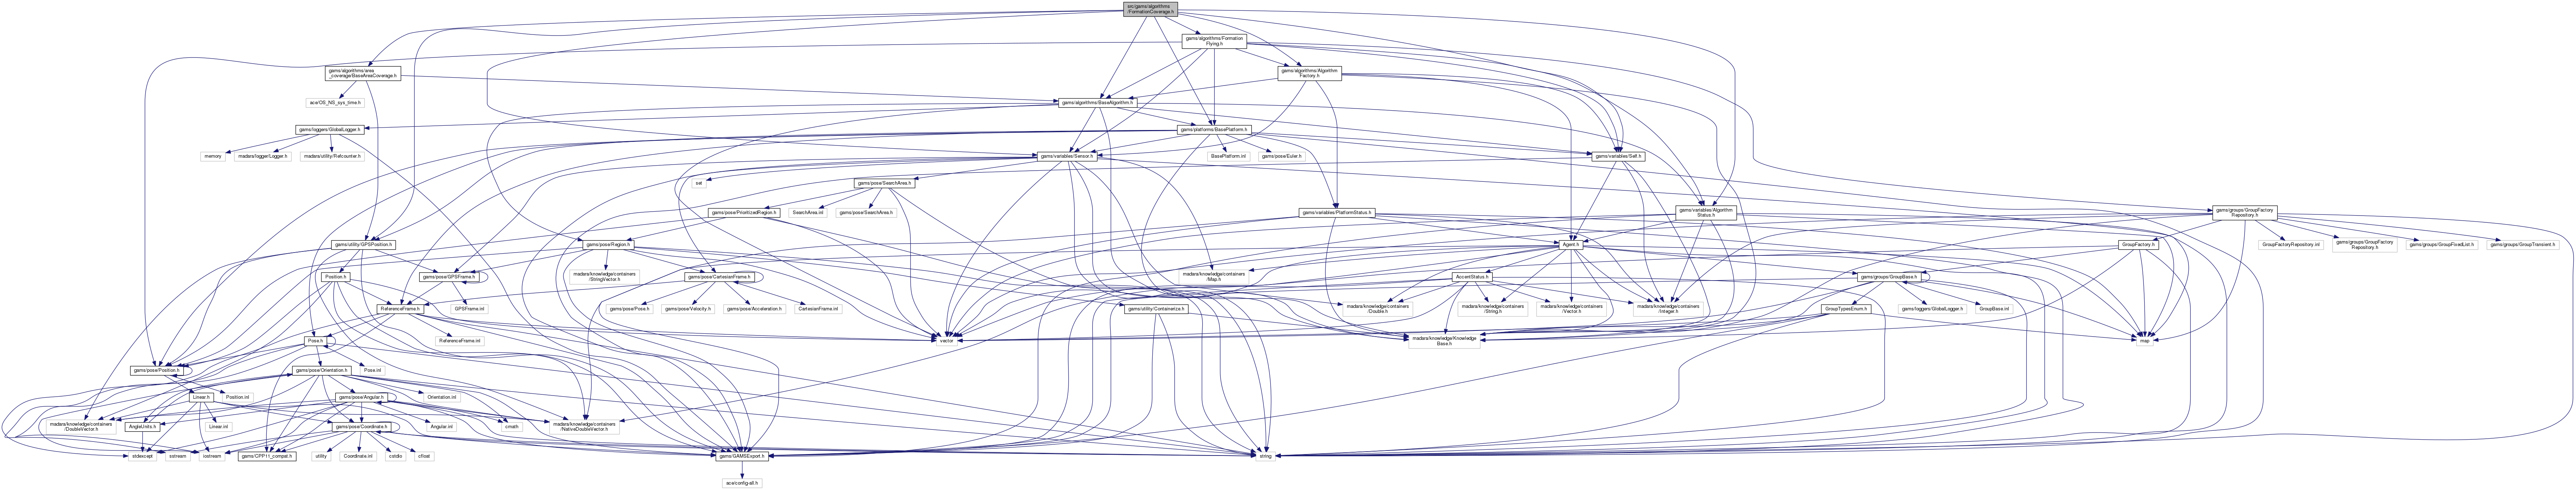 src/gams/algorithms
/FormationCoverage.h
gams/algorithms/Formation
Flying.h
gams/algorithms/area
_coverage/BaseAreaCoverage.h
gams/algorithms/Algorithm
Factory.h
ace/OS_NS_sys_time.h
gams/algorithms/BaseAlgorithm.h
gams/loggers/GlobalLogger.h
gams/platforms/BasePlatform.h
memory
madara/logger/Logger.h
madara/utility/Refcounter.h
gams/variables/Sensor.h
BasePlatform.inl
gams/pose/Euler.h
gams/variables/Self.h
set
gams/pose/SearchArea.h
gams/pose/PrioritizedRegion.h
SearchArea.inl
gams/pose/SearchArea.h
gams/variables/PlatformStatus.h
gams/variables/Algorithm
Status.h
gams/groups/GroupFactory
Repository.h
gams/utility/GPSPosition.h
gams/pose/Region.h
Agent.h
GroupFactory.h
GroupFactoryRepository.inl
gams/groups/GroupFactory
Repository.h
gams/groups/GroupFixedList.h
gams/groups/GroupTransient.h
Position.h
gams/pose/GPSFrame.h
madara/knowledge/containers
/StringVector.h
gams/pose/CartesianFrame.h
madara/knowledge/containers
/Map.h
AccentStatus.h
gams/groups/GroupBase.h
ReferenceFrame.h
GPSFrame.inl
gams/pose/Pose.h
gams/pose/Velocity.h
gams/pose/Acceleration.h
CartesianFrame.inl
gams/utility/Containerize.h
madara/knowledge/containers
/Double.h
madara/knowledge/containers
/String.h
madara/knowledge/containers
/Vector.h
madara/knowledge/containers
/Integer.h
GroupTypesEnum.h
gams/loggers/GlobalLogger.h
GroupBase.inl
Pose.h
ReferenceFrame.inl
vector
madara/knowledge/Knowledge
Base.h
map
gams/pose/Position.h
gams/pose/Orientation.h
Pose.inl
Linear.h
Position.inl
gams/pose/Angular.h
Orientation.inl
madara/knowledge/containers
/DoubleVector.h
AngleUnits.h
Linear.inl
gams/pose/Coordinate.h
Angular.inl
cmath
madara/knowledge/containers
/NativeDoubleVector.h
stdexcept
sstream
iostream
gams/CPP11_compat.h
utility
Coordinate.inl
cstdio
cfloat
gams/GAMSExport.h
string
ace/config-all.h